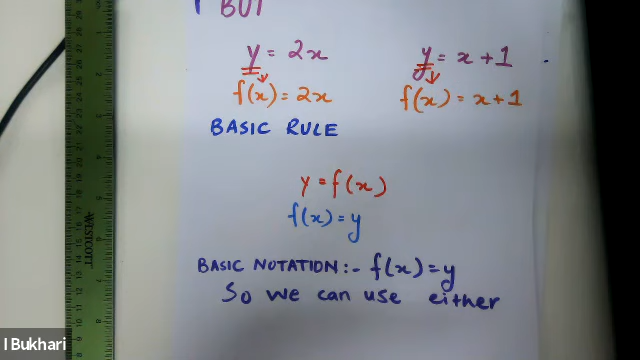 BUT
y = 2x y = x + 1
f(x) = 2x f(x) = x + 1
BASIC RULE
y = f(x)
f(x) = y
BASIC NOTATION :- f(x) = y
So we can use either
WESTCOTT
I Bukhari